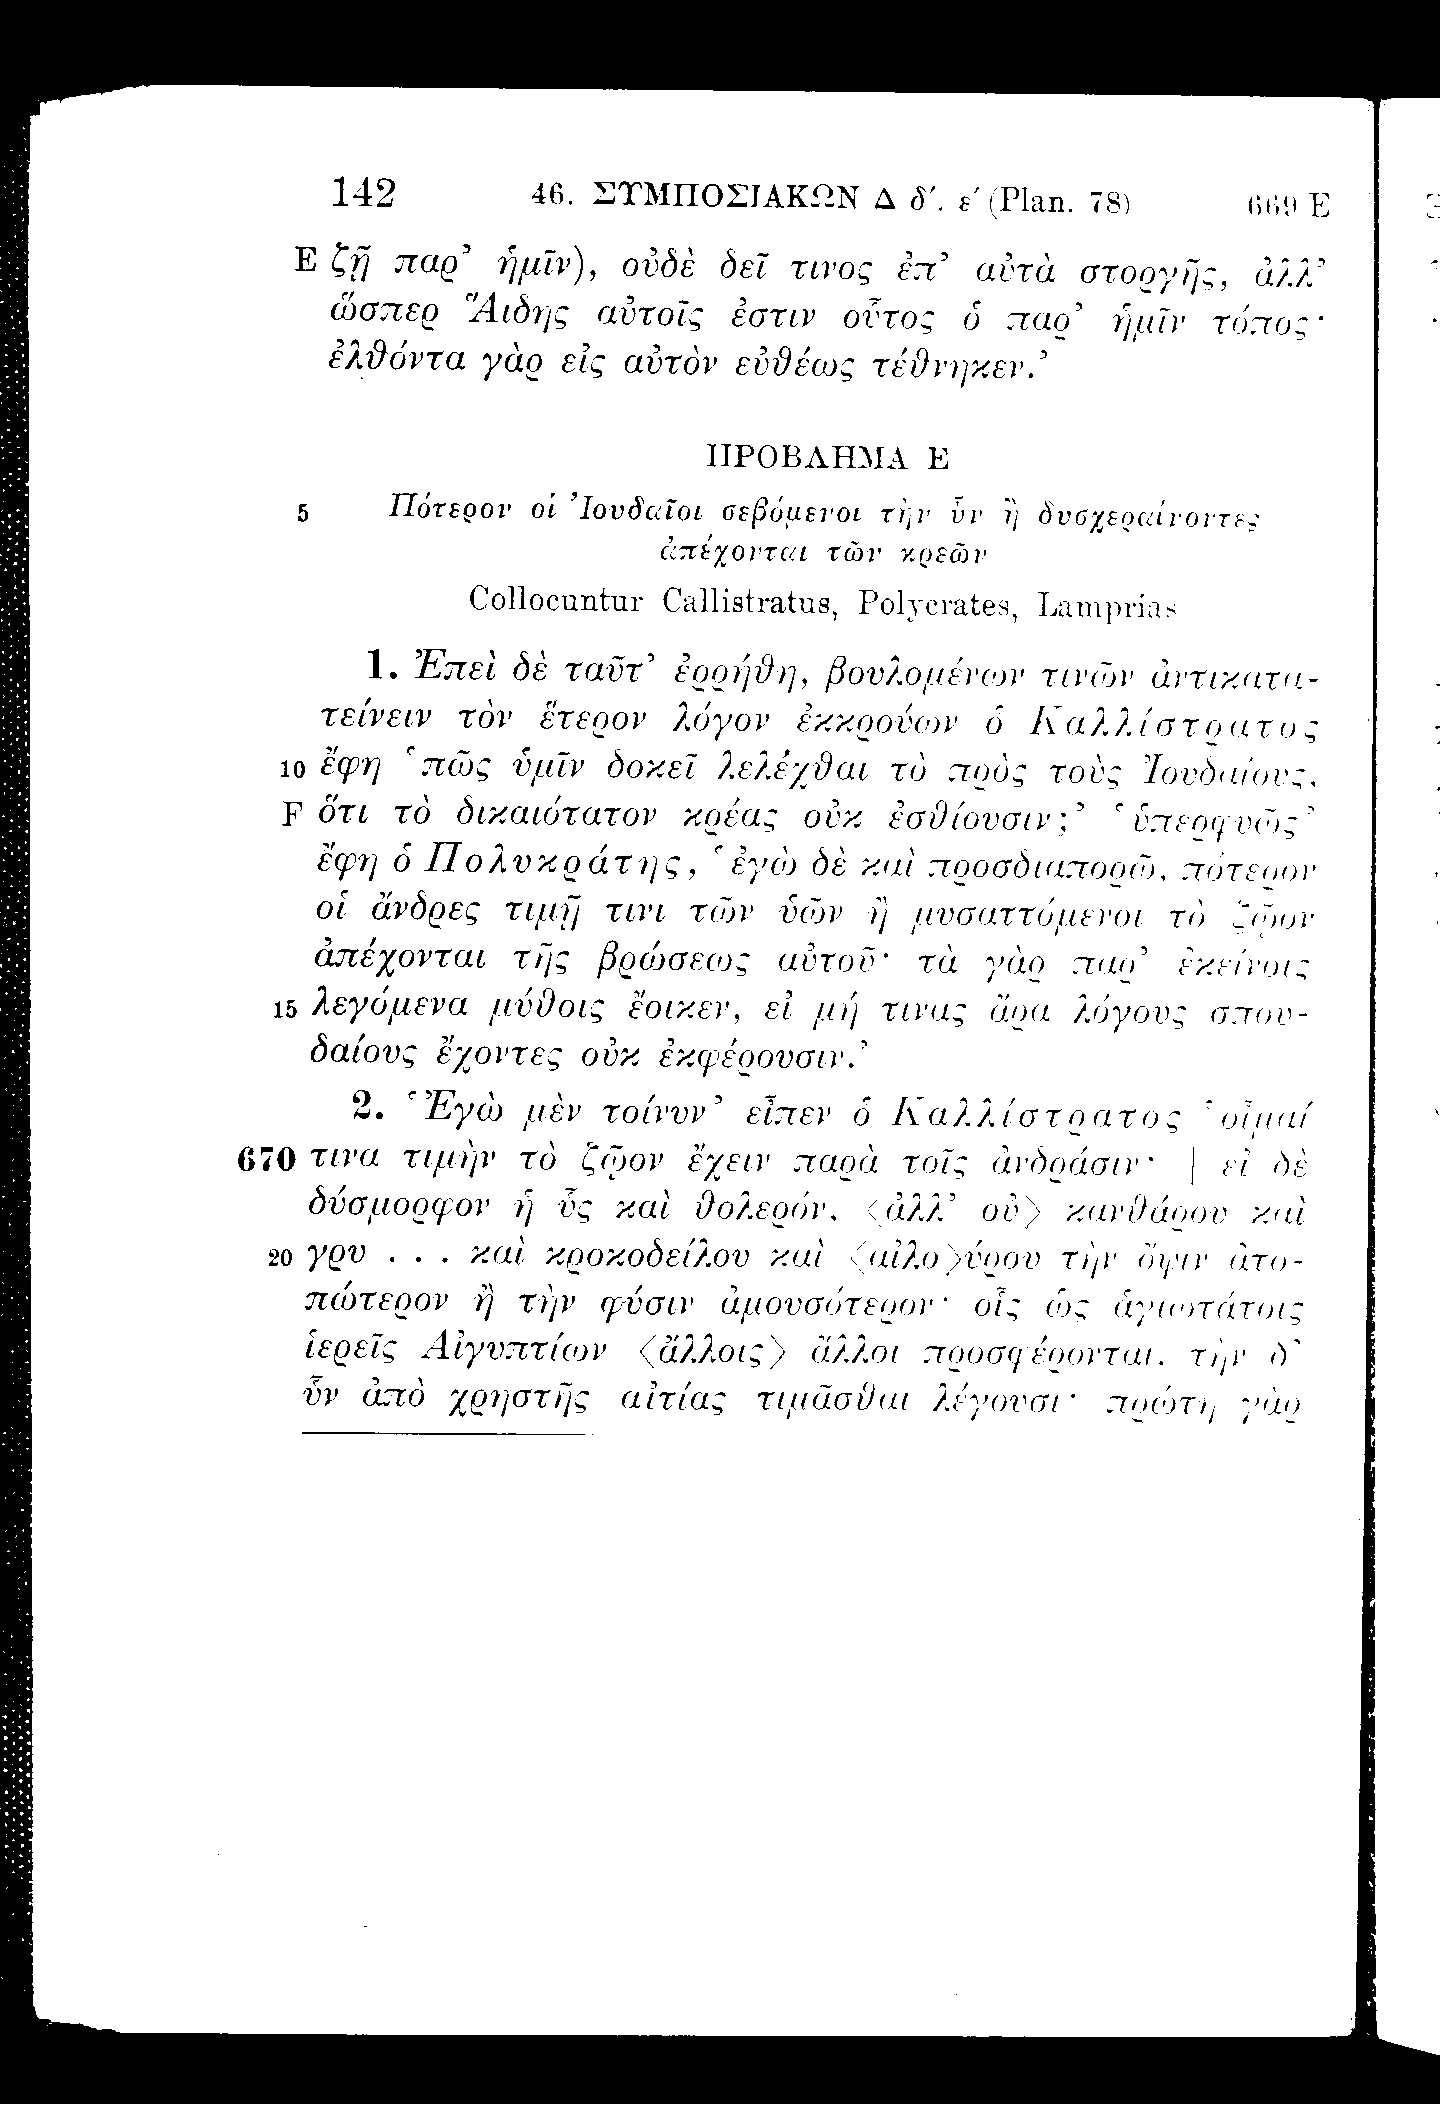 142 46. ΣΥΜΠΟΣΙΑΚΩΝ Δ δ′. ε′ (Plan. 78) 669 E
E ζῇ παρ’ ἡμῖν), οὐδὲ δεῖ τινος ἐπ’ αὐτὰ στοργῆς, ἀλλ’
ὥσπερ Ἅιδης αὐτοῖς ἐστιν οὗτος ὁ παρ’ ἡμῖν τόπος·
ἐλθόντα γὰρ εἰς αὐτὸν εὐθέως τέθνηκεν.’
ΠΡΟΒΛΗΜΑ Ε
5 Πότερον οἱ Ἰουδαῖοι σεβόμενοι τὴν ὗν ἢ δυσχεραίνοντες
ἀπέχονται τῶν κρεῶν
Collocuntur Callistratus, Polycrates, Lamprias
1. Ἐπεὶ δὲ ταῦτ’ ἐρρήθη, βουλομένων τινῶν ἀντικατα-
τείνειν τὸν ἕτερον λόγον ἐκκρούων ὁ Καλλίστρατος
10 ἔφη ‘πῶς ὑμῖν δοκεῖ λελέχθαι τὸ πρὸς τοὺς Ἰουδαίους,
F ὅτι τὸ δικαιότατον κρέας οὐκ ἐσθίουσιν;’ ‘ὑπερφυῶς’
ἔφη ὁ Πολυκράτης, ‘ἐγὼ δὲ καὶ προσδιαπορῶ, πότερον
οἱ ἄνδρες τιμῇ τινι τῶν ὑῶν ἢ μυσαττόμενοι τὸ ζῷον
ἀπέχονται τῆς βρώσεως αὐτοῦ· τὰ γὰρ παρ’ ἐκείνοις
15 λεγόμενα μύθοις ἔοικεν, εἰ μή τινας ἄρα λόγους σπου-
δαίους ἔχοντες οὐκ ἐκφέρουσιν.’
2. ‘Ἐγὼ μὲν τοίνυν’ εἶπεν ὁ Καλλίστρατος ‘οἶμαί
670 τινα τιμὴν τὸ ζῷον ἔχειν παρὰ τοῖς ἀνδράσιν· | εἰ δὲ
δύσμορφον ἡ ὗς καὶ θολερόν, <ἀλλ’ οὐ> κανθάρου καὶ
20 γρυ . . . καὶ κροκοδείλου καὶ <αἰλο>ύρου τὴν ὄψιν ἀτο-
πώτερον ἢ τὴν φύσιν ἀμουσότερον· οἷς ὡς ἁγιωτάτοις
ἱερεῖς Αἰγυπτίων <ἄλλοις> ἄλλοι προσφέρονται. τὴν δ’
ὗν ἀπὸ χρηστῆς αἰτίας τιμᾶσθαι λέγουσι· πρώτη γὰρ